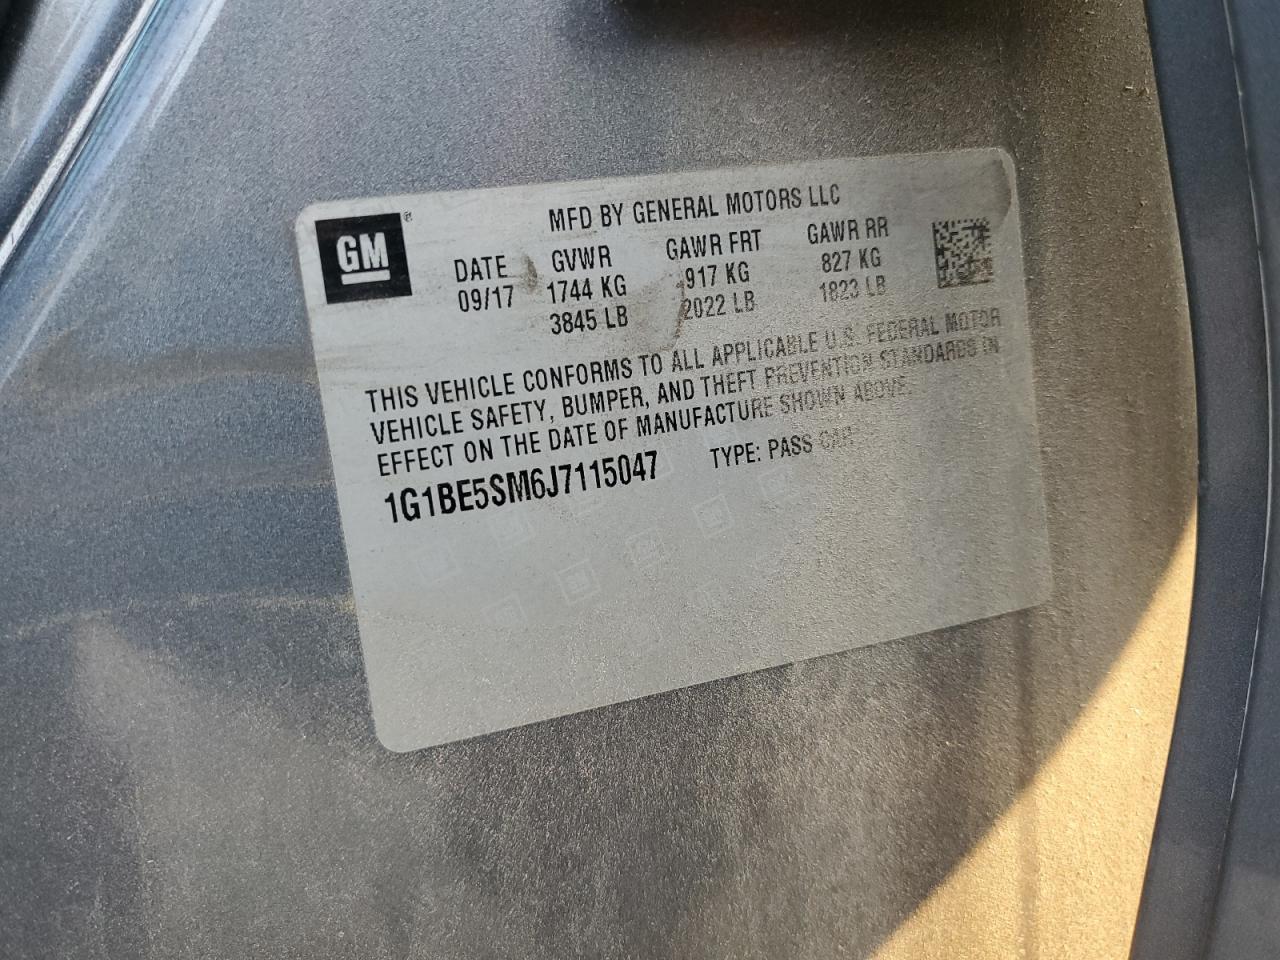 GM®
MFD BY GENERAL MOTORS LLC
DATE GVWR GAWR FRT GAWR RR
09/17 1744 KG 917 KG 827 KG
3845 LB 2022 LB 1823 LB
THIS VEHICLE CONFORMS TO ALL APPLICABLE U.S. FEDERAL MOTOR
VEHICLE SAFETY, BUMPER, AND THEFT PREVENTION STANDARDS IN
EFFECT ON THE DATE OF MANUFACTURE SHOWN ABOVE.
1G1BE5SM6J7115047 TYPE: PASS CAR